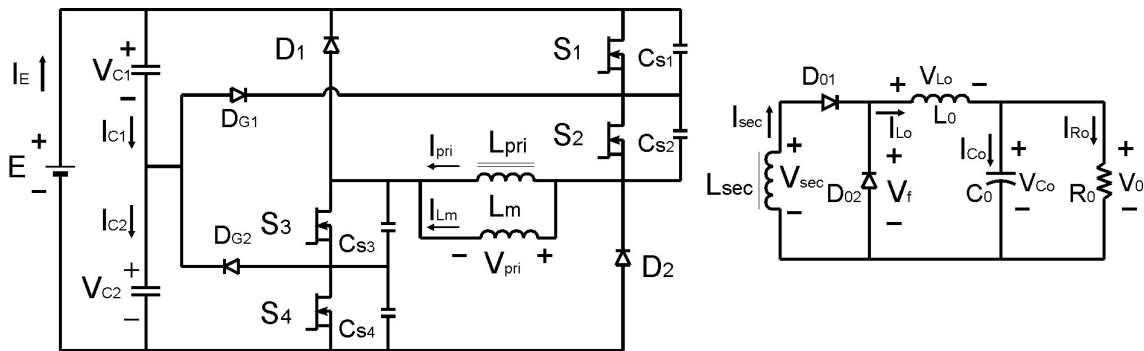 D1
S1
Cs1
+
VC1
−
IE
DG1
IC1
S2
Cs2
+
E
−
Ipri
Lpri
ILm
Lm
− Vpri +
IC2
S3
Cs3
DG2
D2
+
VC2
−
S4
Cs4
D01
+ VLo −
L0
Isec
ILo
Lsec
+
Vsec
−
D02
+
Vf
−
ICo
C0
+
VCo
−
IRo
R0
+
V0
−